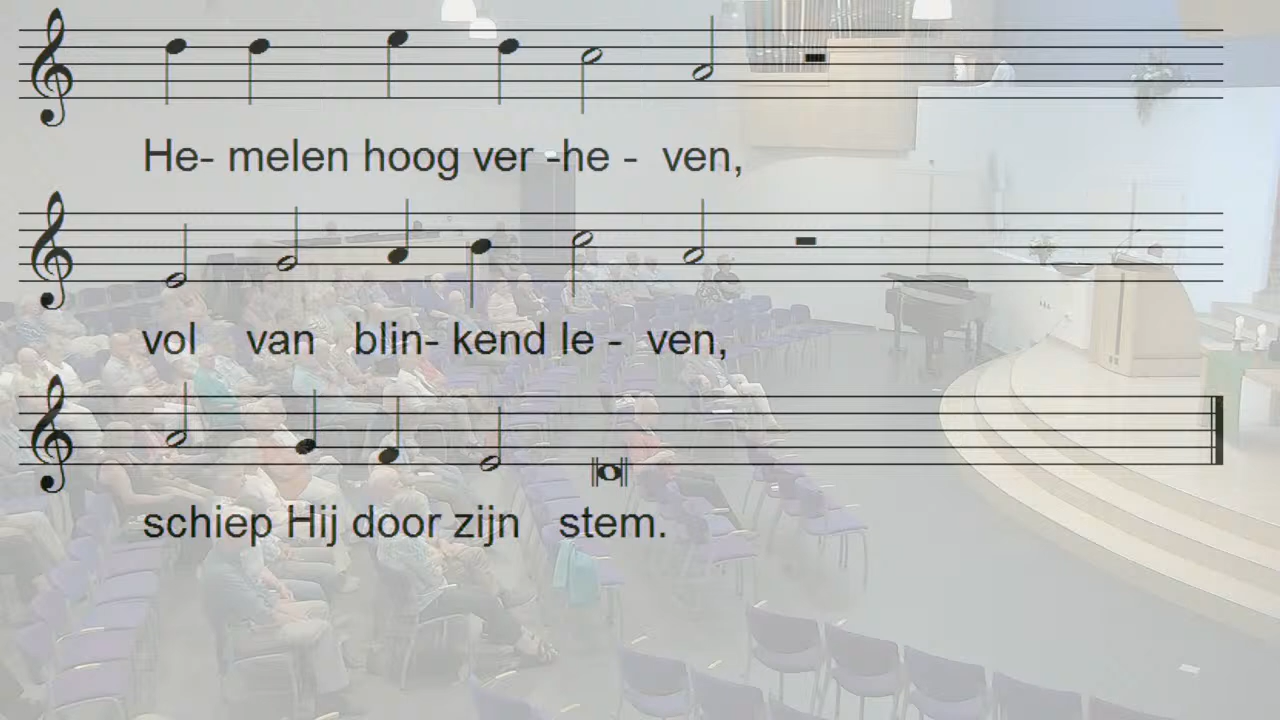 He- melen hoog ver -he - ven,
vol van blin- kend le - ven,
schiep Hij door zijn stem.